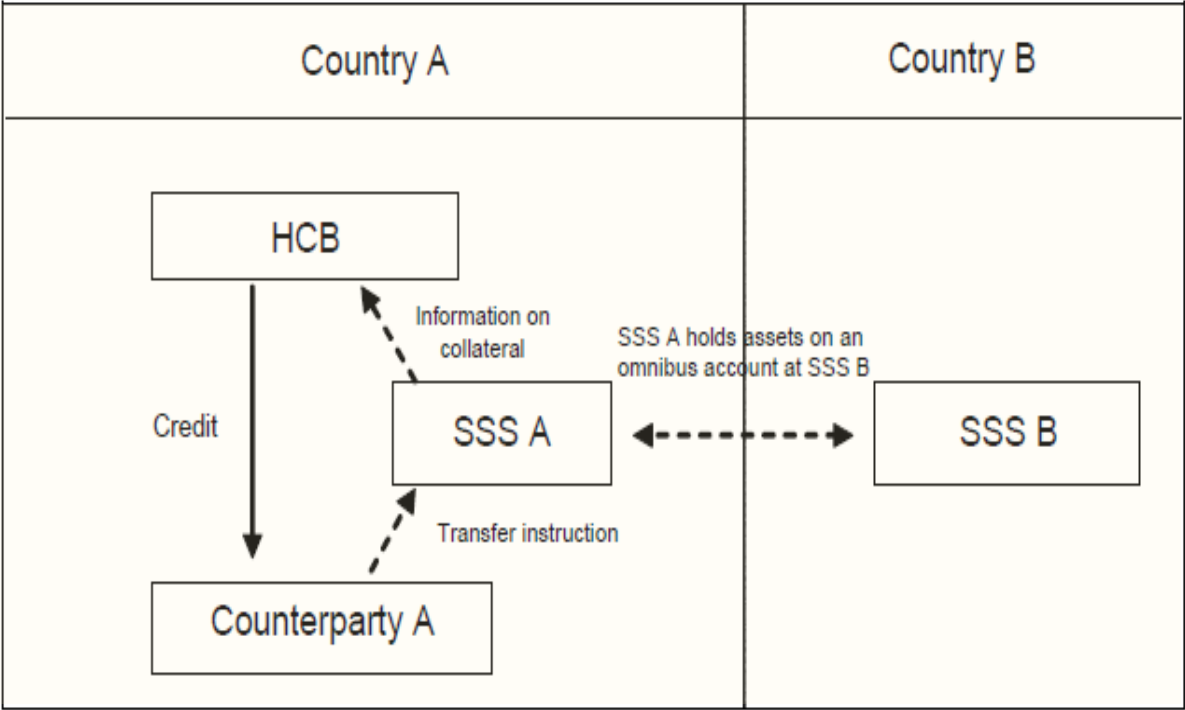 Country A
Country B
HCB
Information on
collateral
SSS A holds assets on an
omnibus account at SSS B
Credit
SSS A
SSS B
Transfer instruction
Counterparty A